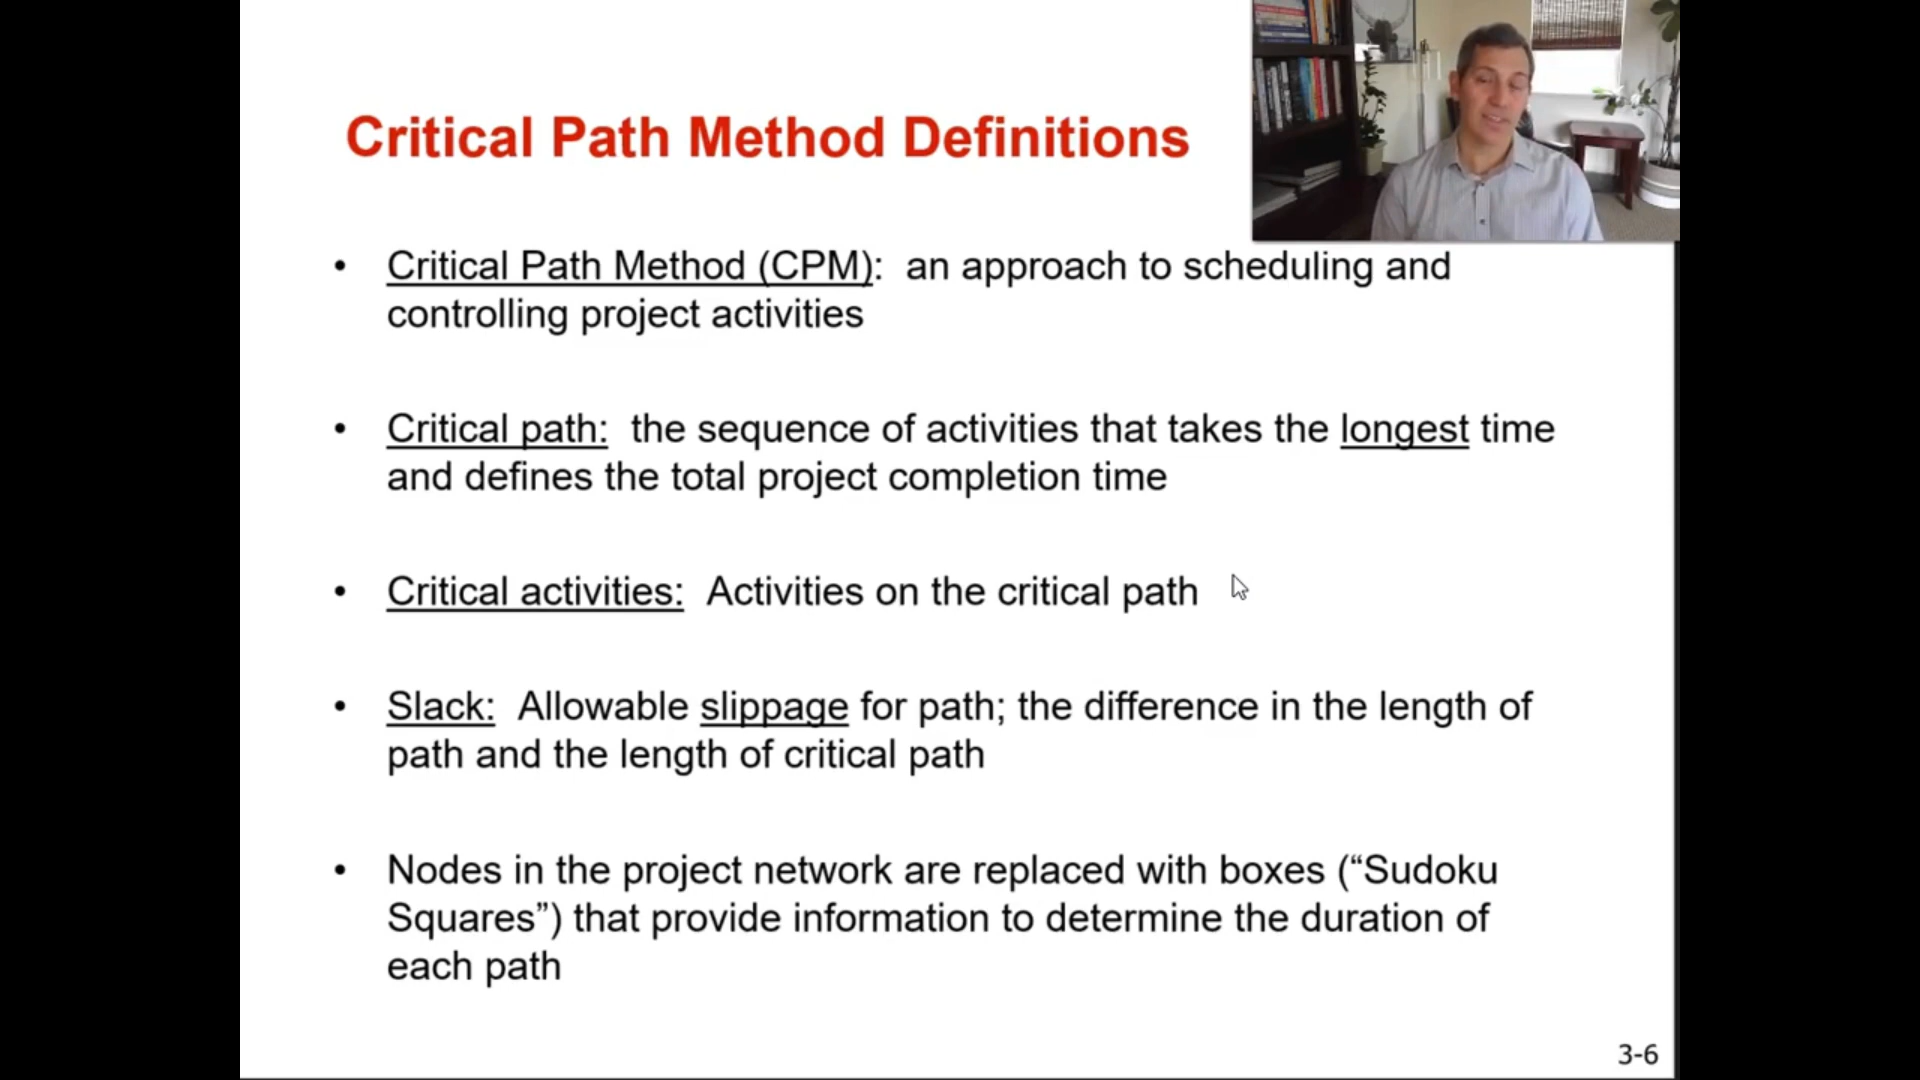 Critical Path Method Definitions
• Critical Path Method (CPM):  an approach to scheduling and
controlling project activities
• Critical path:  the sequence of activities that takes the longest time
and defines the total project completion time
• Critical activities:  Activities on the critical path
• Slack:  Allowable slippage for path; the difference in the length of
path and the length of critical path
• Nodes in the project network are replaced with boxes (“Sudoku
Squares”) that provide information to determine the duration of
each path
3-6